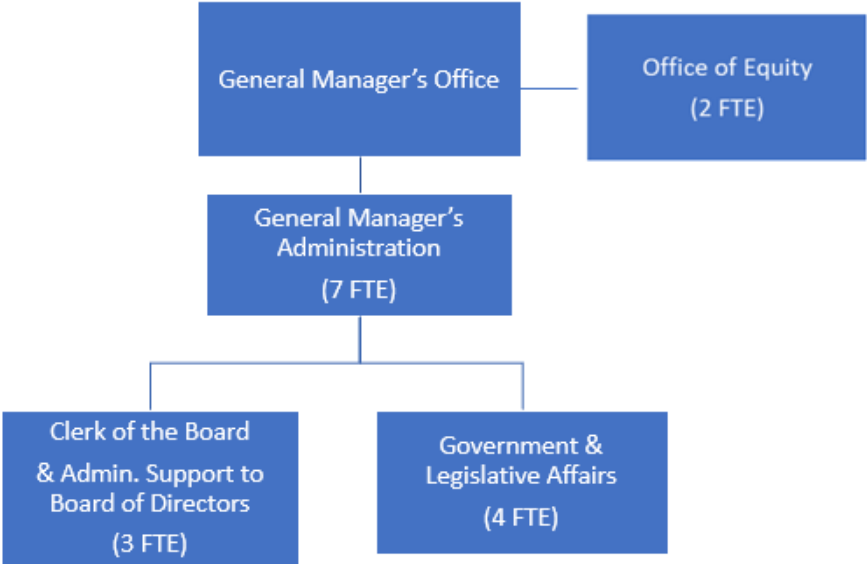 General Manager’s Office
Office of Equity
(2 FTE)
General Manager’s
Administration
(7 FTE)
Clerk of the Board
& Admin. Support to
Board of Directors
(3 FTE)
Government &
Legislative Affairs
(4 FTE)